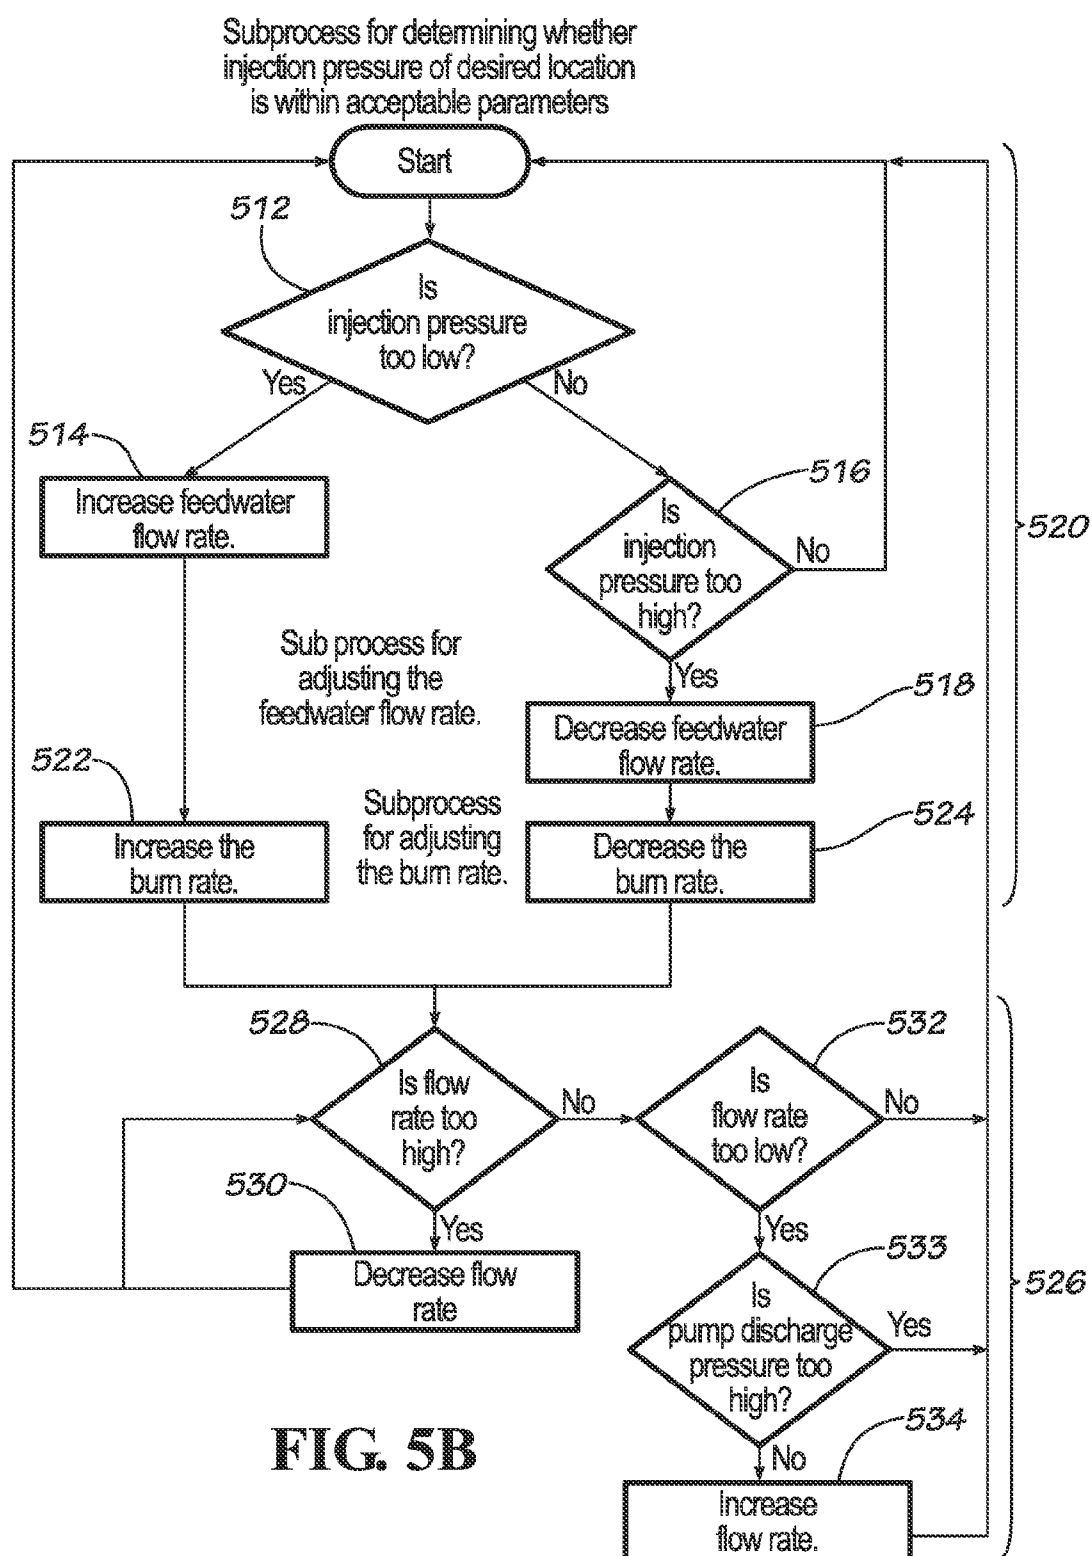 Subprocess for determining whether
injection pressure of desired location
is within acceptable parameters
Start
512
Is
injection pressure
too low?
Yes
No
514
Increase feedwater
flow rate.
516
Is
injection
pressure too
high?
No
520
Sub process for
adjusting the
feedwater flow rate.
Yes
518
Decrease feedwater
flow rate.
522
Increase the
burn rate.
Subprocess
for adjusting
the burn rate.
524
Decrease the
burn rate.
528
Is flow
rate too
high?
No
532
Is
flow rate
too low?
No
530
Yes
Decrease flow
rate
Yes
533
Is
pump discharge
pressure too
high?
Yes
526
No
534
Increase
flow rate.
FIG. 5B